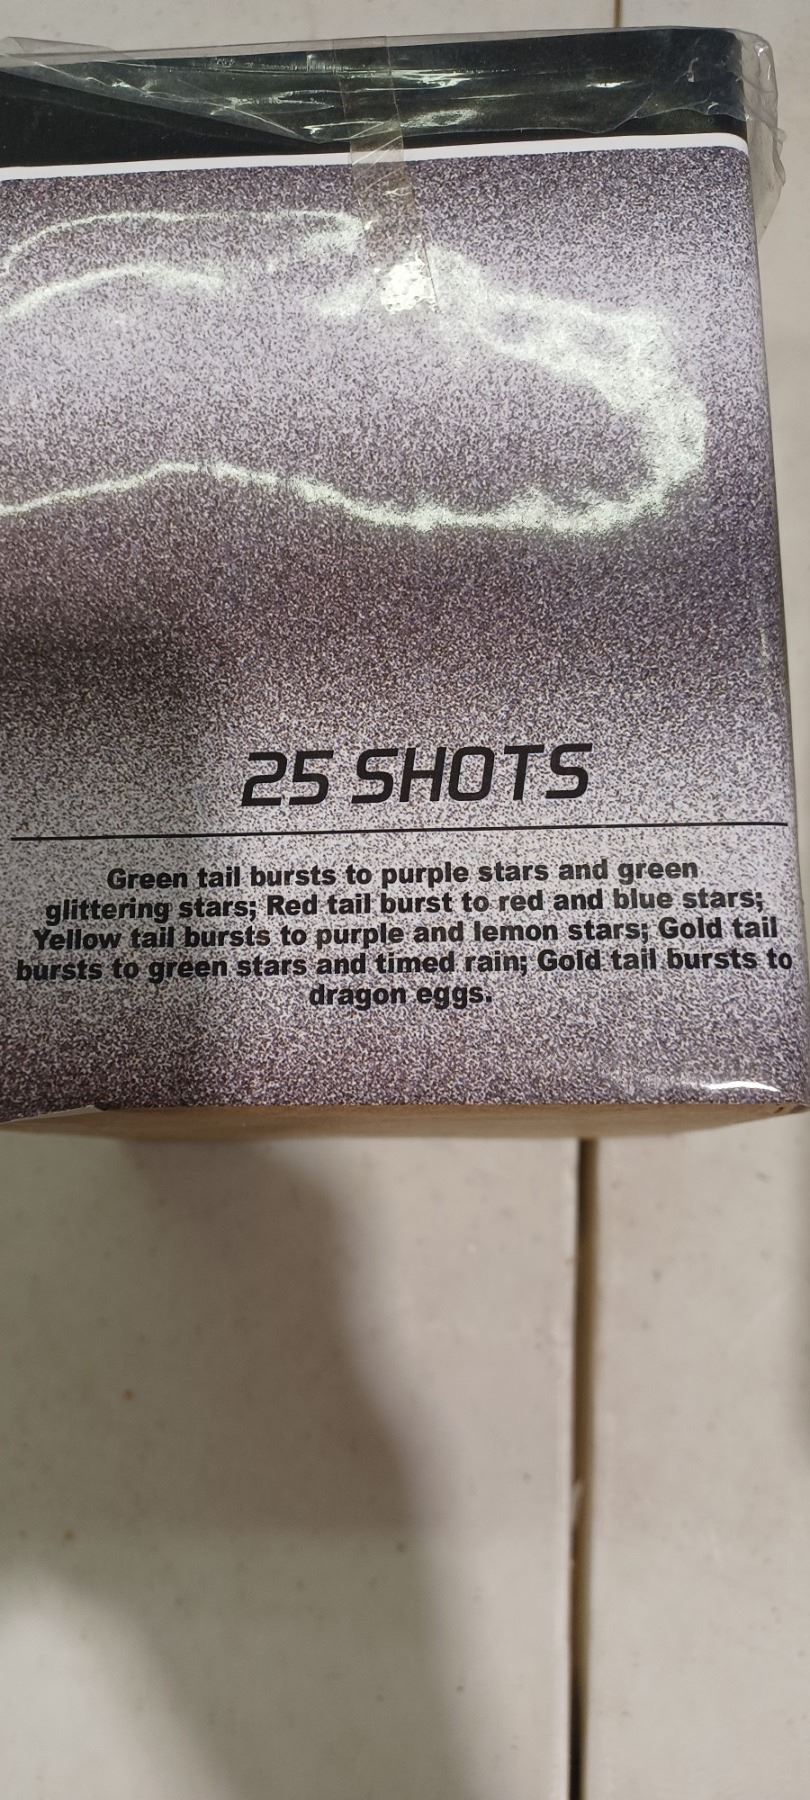 25 SHOTS
Green tail bursts to purple stars and green
glittering stars; Red tail burst to red and blue stars;
Yellow tail bursts to purple and lemon stars; Gold tail
bursts to green stars and timed rain; Gold tail bursts to
dragon eggs.